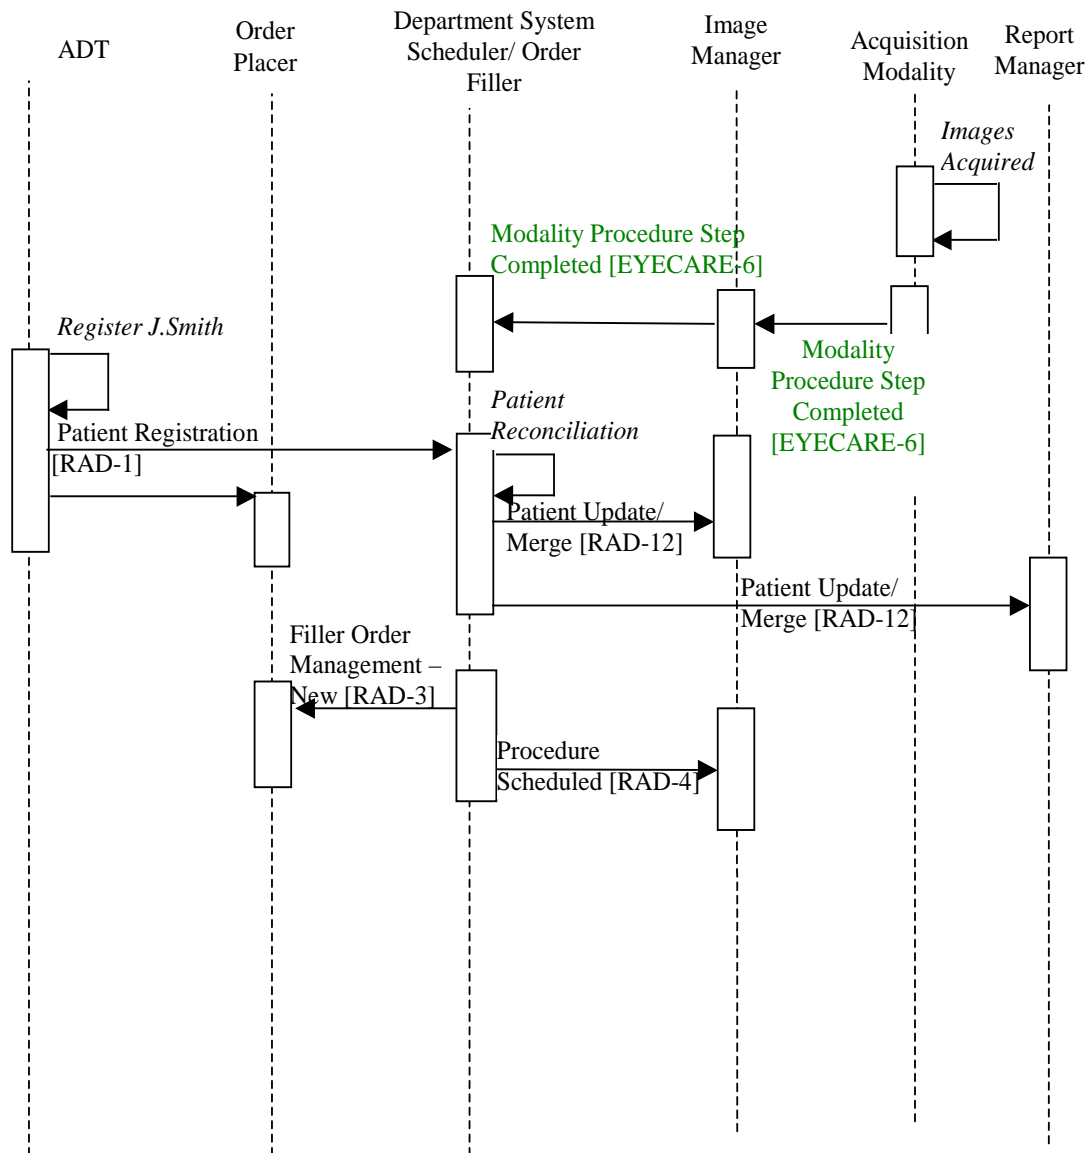 ADT
Order
Placer
Department System
Scheduler/ Order
Filler
Image
Manager
Acquisition
Modality
Report
Manager
Images
Acquired
Modality Procedure Step
Completed [EYECARE-6]
Register J.Smith
Modality
Procedure Step
Completed
[EYECARE-6]
Patient
Reconciliation
Patient Registration
[RAD-1]
Patient Update/
Merge [RAD-12]
Patient Update/
Merge [RAD-12]
Filler Order
Management –
New [RAD-3]
Procedure
Scheduled [RAD-4]